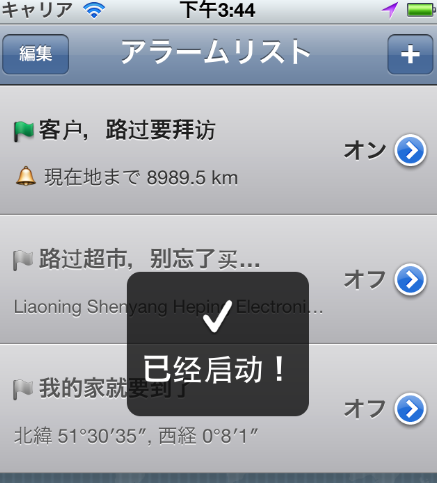 キャリア 下午3:44
編集 アラームリスト +
客户，路过要拜访
オン
現在地まで 8989.5 km
路过超市，别忘了买...
オフ
Liaoning Shenyang Heping Electroni...
已经启动！
我的家就要到了
オフ
北緯 51°30′35″, 西経 0°8′1″